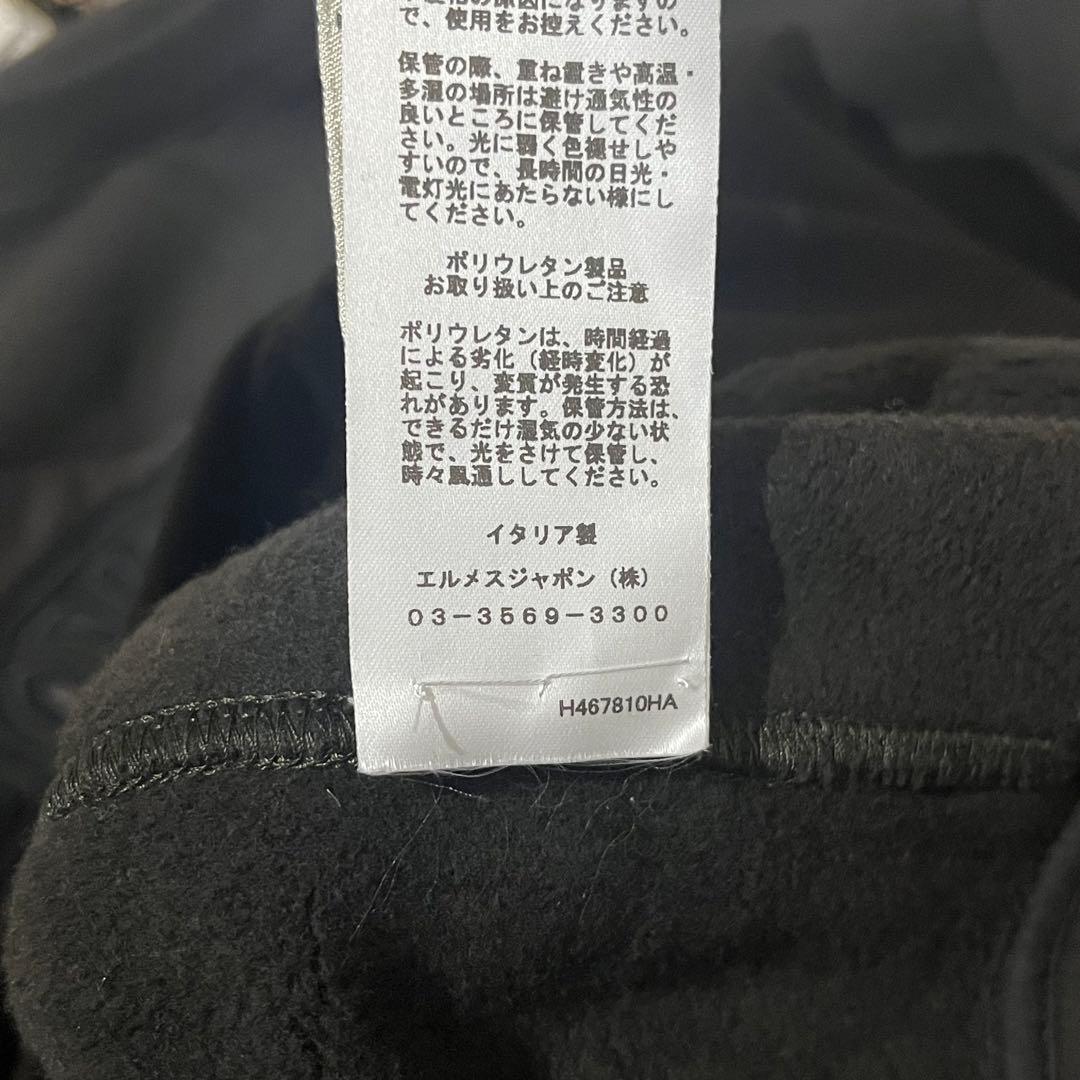 で、使用をお控えください。
保管の際、重ね置きや高温・
多湿の場所は避け通気性の
良いところに保管してくだ
さい。光に弱く色褪せしや
すいので、長時間の日光・
電灯光にあたらない様にし
てください。
ポリウレタン製品
お取り扱い上のご注意
ポリウレタンは、時間経過
による劣化（経時変化）が
起こり、変質が発生する恐
れがあります。保管方法は、
できるだけ湿気の少ない状
態で、光をさけて保管し、
時々風通ししてください。
イタリア製
エルメスジャポン（株）
０３－３５６９－３３００
H467810HA